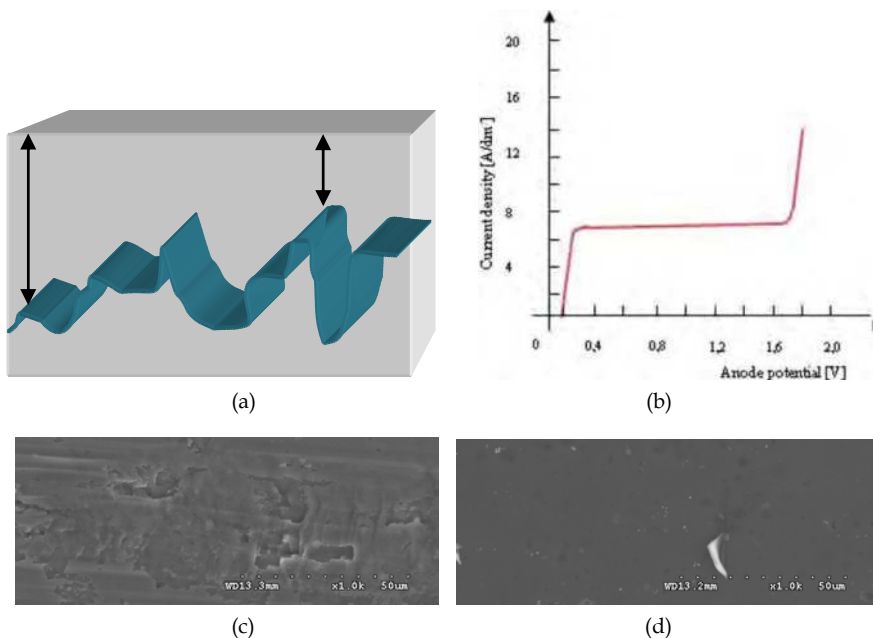 20
16
12
8
4
Current density [A/dm²]
0
0,4
0,8
1,2
1,6
2,0
Anode potential [V]
(a)
(b)
WD13.3mm x1.0k 50um
WD13.2mm x1.0k 50um
(c)
(d)